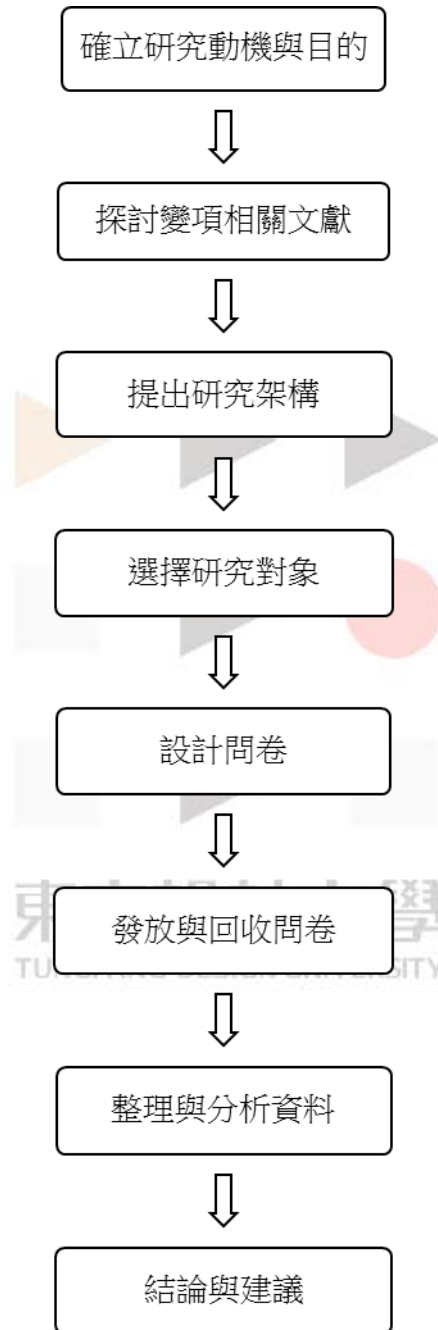 確立研究動機與目的
探討變項相關文獻
提出研究架構
選擇研究對象
設計問卷
發放與回收問卷
整理與分析資料
結論與建議